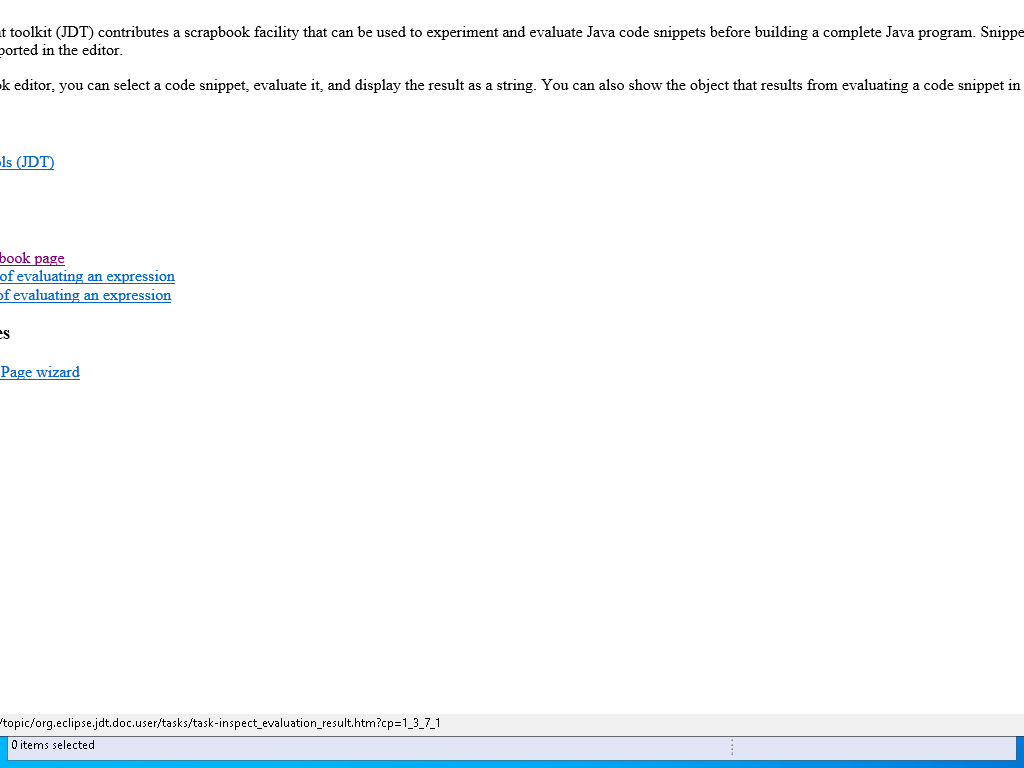 t toolkit (JDT) contributes a scrapbook facility that can be used to experiment and evaluate Java code snippets before building a complete Java program. Snippe
ported in the editor.
k editor, you can select a code snippet, evaluate it, and display the result as a string. You can also show the object that results from evaluating a code snippet in
ls (JDT)
book page
of evaluating an expression
of evaluating an expression
es
Page wizard
/topic/org.eclipse.jdt.doc.user/tasks/task-inspect_evaluation_result.htm?cp=1_3_7_1
0 items selected